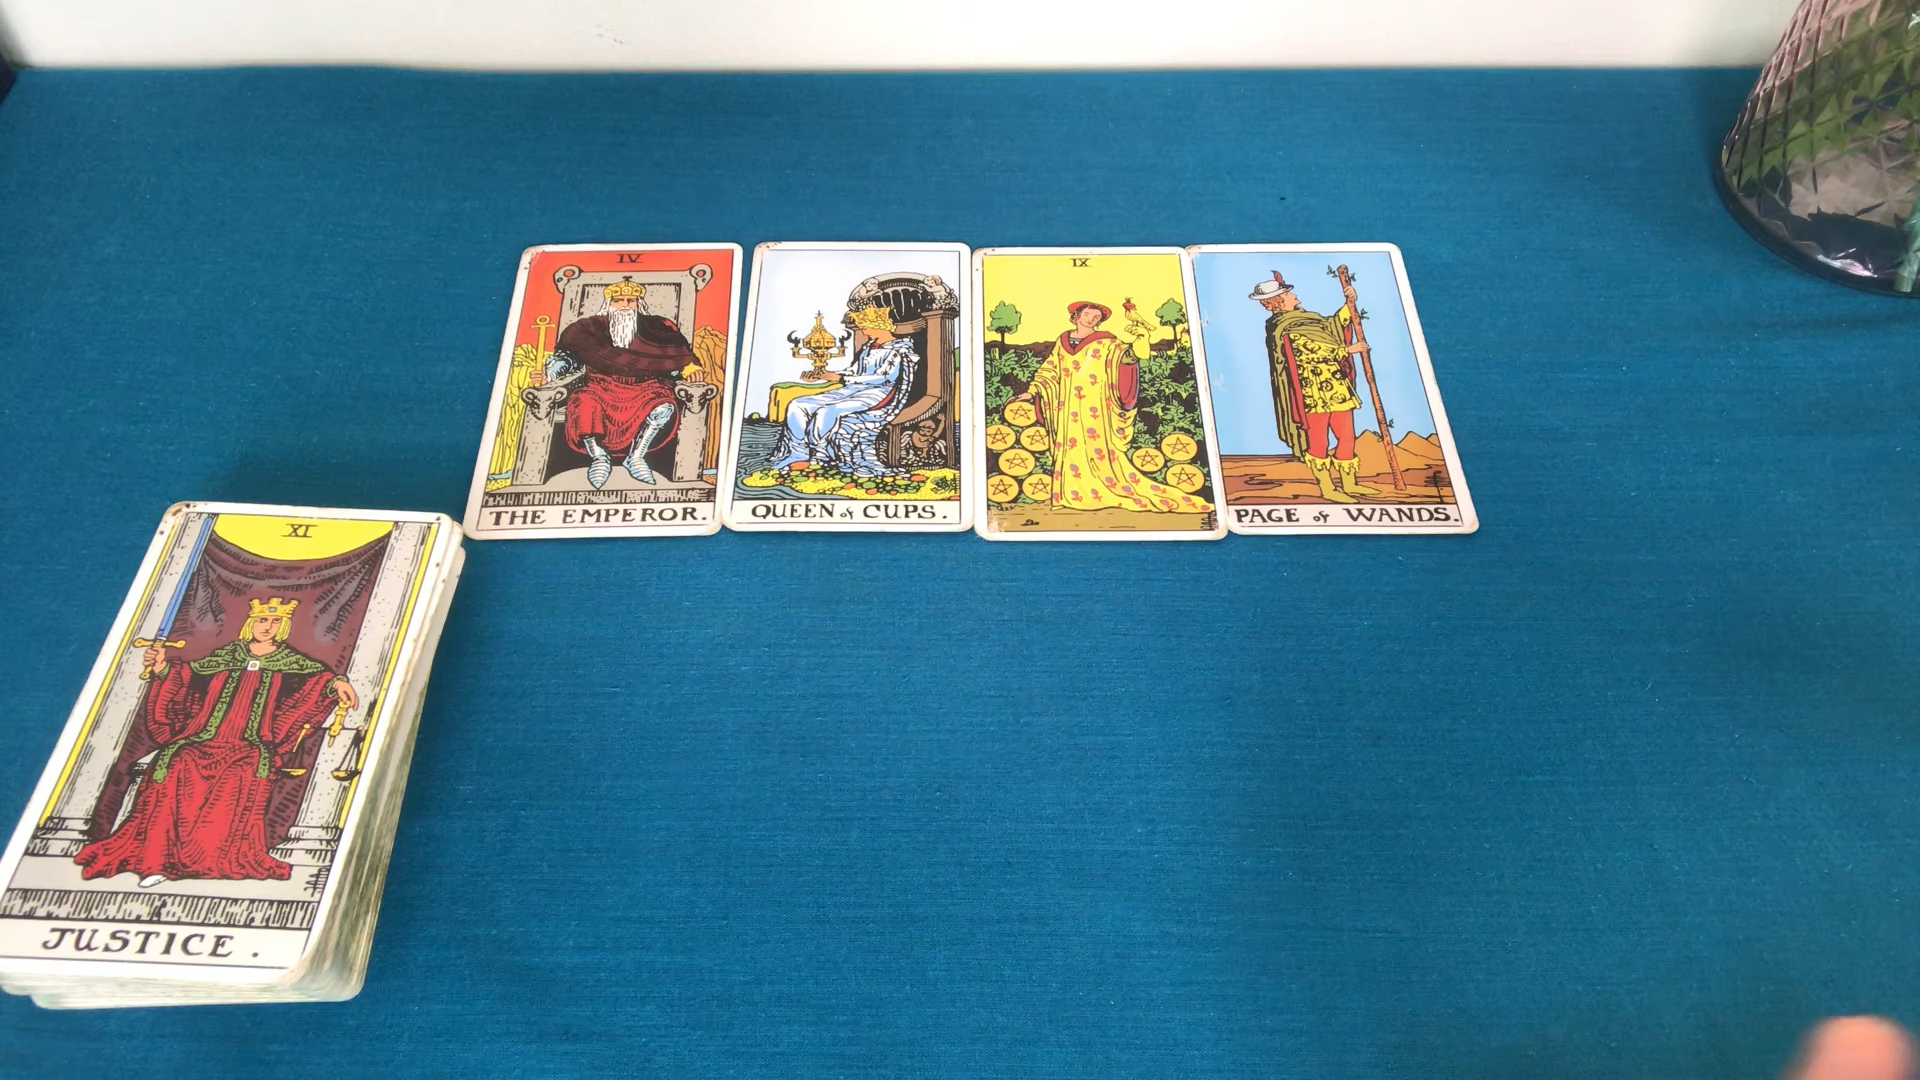 IV
THE EMPEROR.
QUEEN of CUPS.
IX
PAGE of WANDS.
XI
JUSTICE.